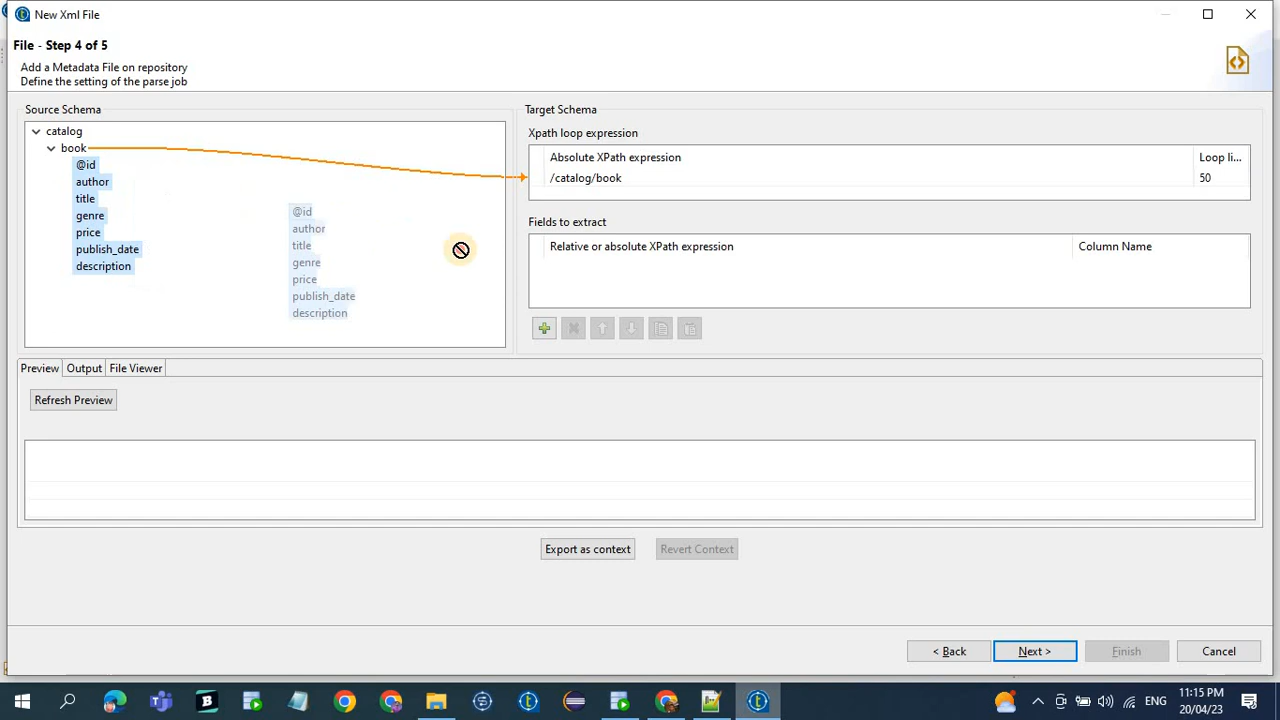 New Xml File
File - Step 4 of 5
Add a Metadata File on repository
Define the setting of the parse job
Source Schema
catalog
book
@id
author
title
genre
price
publish_date
description
@id
author
title
genre
price
publish_date
description
Target Schema
Xpath loop expression
Absolute XPath expression
Loop li...
/catalog/book
50
Fields to extract
Relative or absolute XPath expression
Column Name
Preview
Output
File Viewer
Refresh Preview
Export as context
Revert Context
< Back
Next >
Finish
Cancel
ENG
11:15 PM
20/04/23